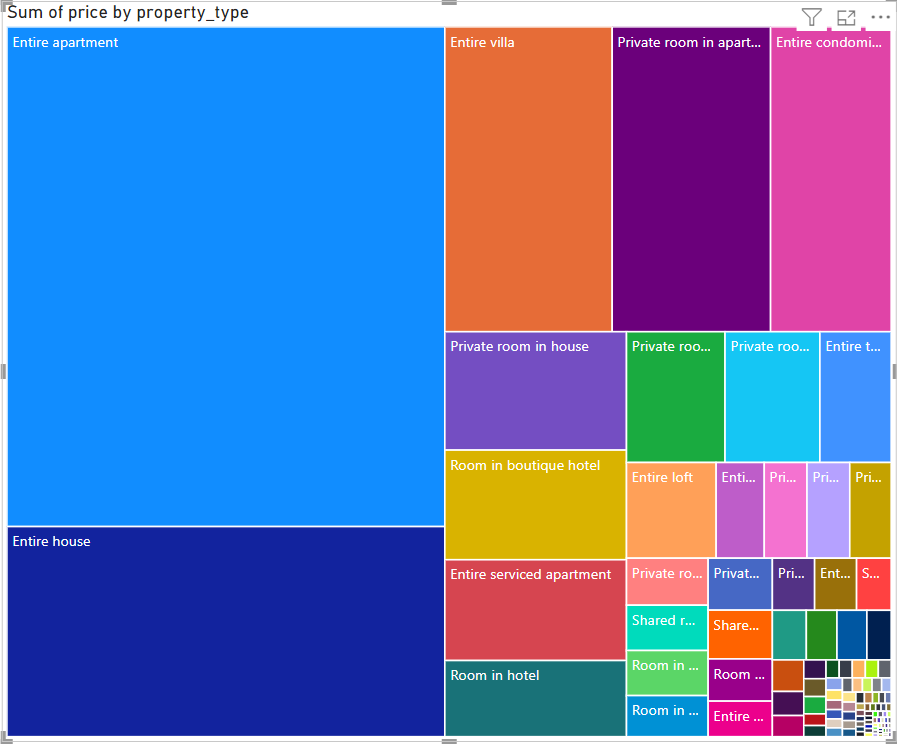 Sum of price by property_type
Entire apartment
Entire villa
Private room in apart...
Entire condomi...
Private room in house
Private roo...
Private roo...
Entire t...
Room in boutique hotel
Entire loft
Enti...
Pri...
Pri...
Pri...
Entire house
Entire serviced apartment
Private ro...
Privat...
Pri...
Ent...
S...
Shared r...
Share...
Room in hotel
Room in ...
Room ...
Room in ...
Entire ...